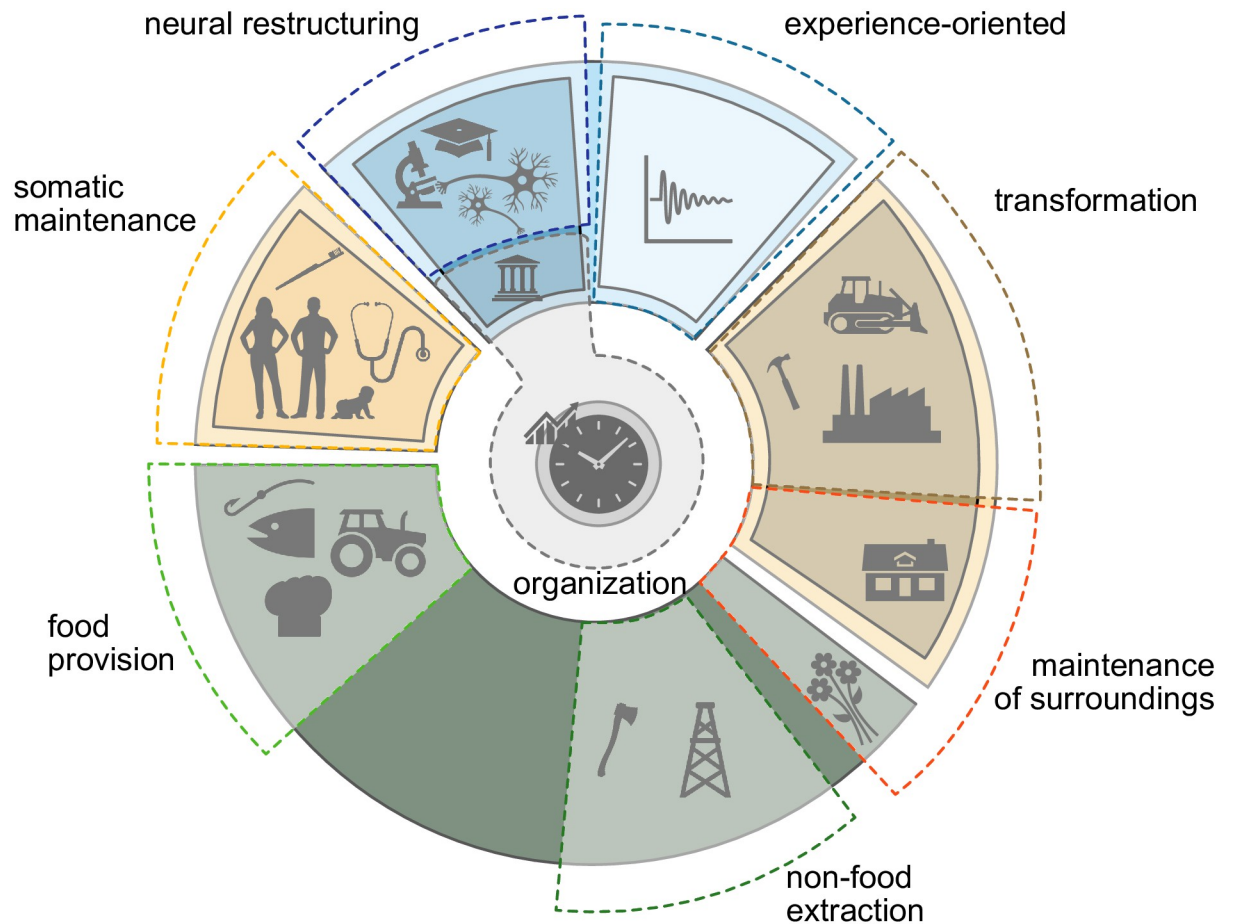 neural restructuring
experience-oriented
somatic
maintenance
transformation
organization
food
provision
maintenance
of surroundings
non-food
extraction